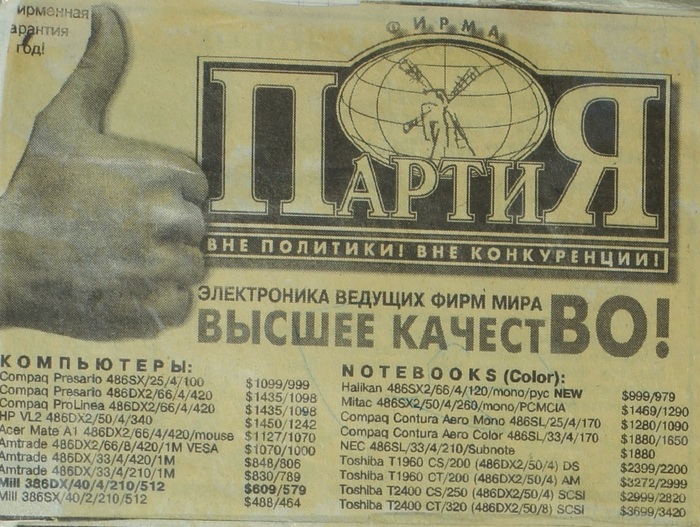 ирменная
арантия
год!
ФИРМА
ПАРТИЯ
ВНЕ ПОЛИТИКИ! ВНЕ КОНКУРЕНЦИИ!
ЭЛЕКТРОНИКА ВЕДУЩИХ ФИРМ МИРА
ВЫСШЕЕ КАЧЕСТВО!
КОМПЬЮТЕРЫ:
Compaq Presario 486SX/25/4/100 $1099/999
Compaq Presario 486DX2/66/4/420 $1435/1098
Compaq ProLinea 486DX2/66/4/420 $1435/1098
HP VL2 486DX2/50/4/340 $1450/1242
Acer Mate A1 486DX2/66/4/420/mouse $1127/1070
Amtrade 486DX2/66/8/420/1M VESA $1070/1000
Amtrade 486DX/33/4/420/1M $848/806
Amtrade 486DX/33/4/210/1M $830/789
Mill 386DX/40/4/210/512 $609/579
Mill 386SX/40/2/210/512 $488/464
NOTEBOOKS (Color):
Halikan 486SX2/66/4/120/mono/рус NEW $999/979
Mitac 486SX2/50/4/260/mono/PCMCIA $1469/1290
Compaq Contura Aero Mono 486SL/25/4/170 $1280/1090
Compaq Contura Aero Color 486SL/33/4/170 $1880/1650
NEC 486SL/33/4/210/Subnote $1880
Toshiba T1960 CS/200 (486DX2/50/4) DS $2399/2200
Toshiba T1960 CT/200 (486DX2/50/4) AM $3272/2999
Toshiba T2400 CS/250 (486DX2/50/4) SCSI $2999/2820
Toshiba T2400 CT/320 (486DX2/50/8) SCSI $3699/3420